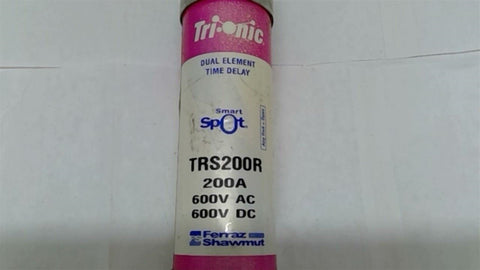 Tri-onic
DUAL ELEMENT
TIME DELAY
Smart
Spot
TRS200R
200A
600V AC
600V DC
Ferraz
Shawmut